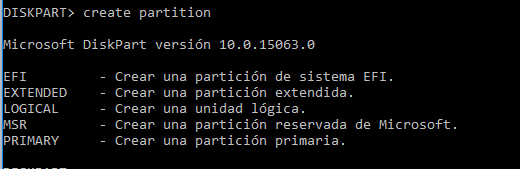 DISKPART> create partition
Microsoft DiskPart versión 10.0.15063.0
EFI - Crear una partición de sistema EFI.
EXTENDED - Crear una partición extendida.
LOGICAL - Crear una unidad lógica.
MSR - Crear una partición reservada de Microsoft.
PRIMARY - Crear una partición primaria.